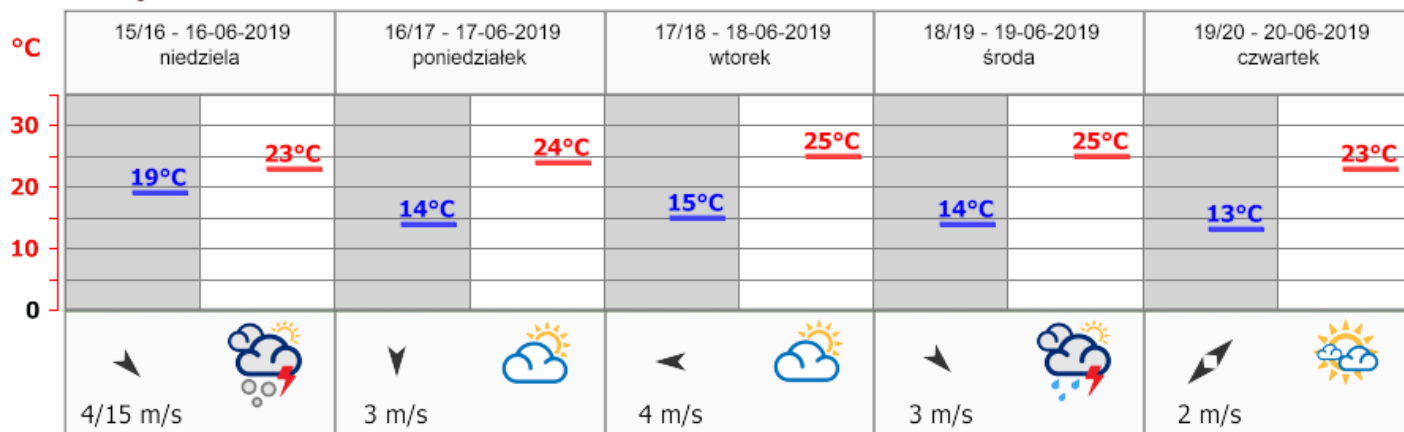 °C
15/16 - 16-06-2019
niedziela
16/17 - 17-06-2019
poniedziałek
17/18 - 18-06-2019
wtorek
18/19 - 19-06-2019
środa
19/20 - 20-06-2019
czwartek
30
20
10
0
19°C
23°C
14°C
24°C
15°C
25°C
14°C
25°C
13°C
23°C
4/15 m/s
3 m/s
4 m/s
3 m/s
2 m/s